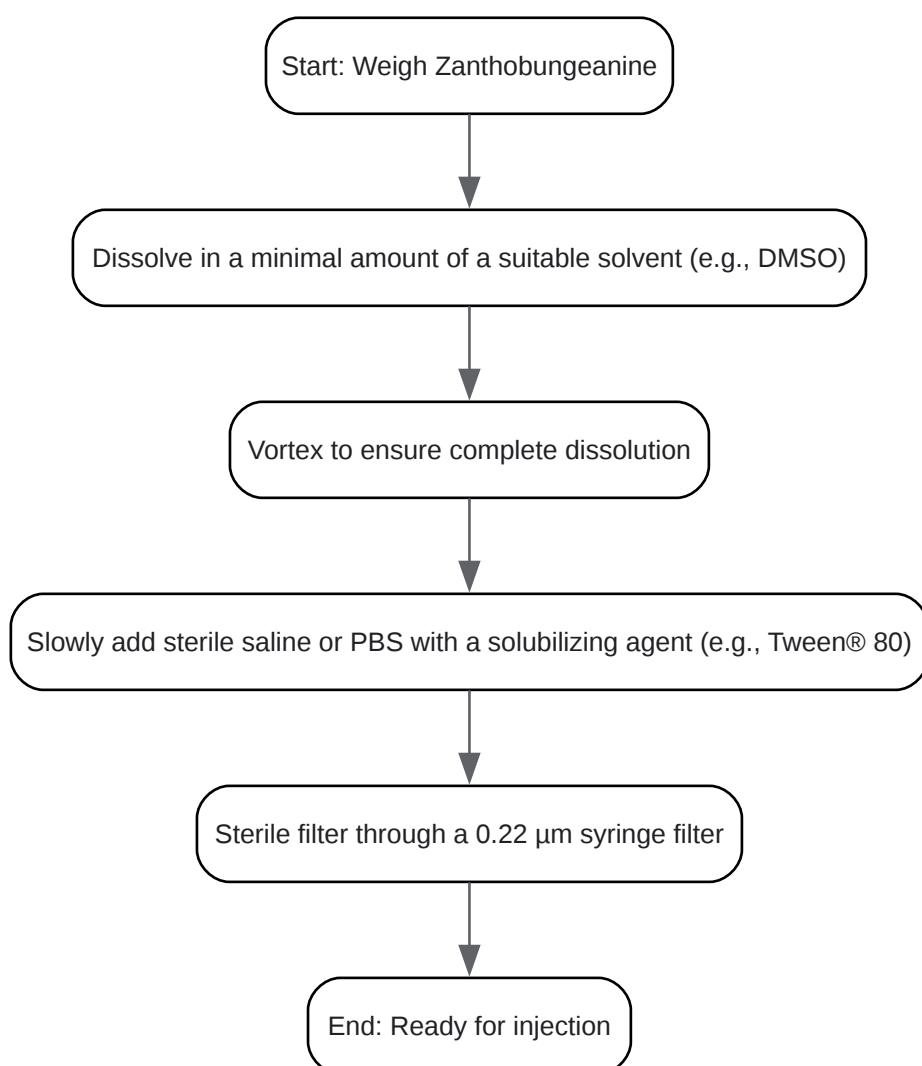 Start: Weigh Zanthobungeanine
Dissolve in a minimal amount of a suitable solvent (e.g., DMSO)
Vortex to ensure complete dissolution
Slowly add sterile saline or PBS with a solubilizing agent (e.g., Tween® 80)
Sterile filter through a 0.22 µm syringe filter
End: Ready for injection